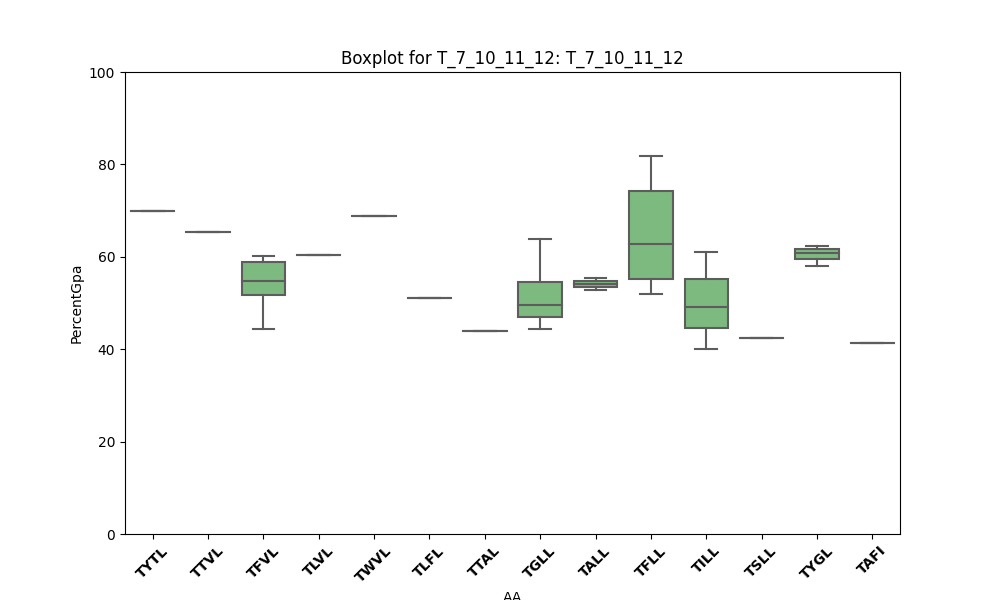 Boxplot for T_7_10_11_12: T_7_10_11_12
PercentGpa
100
80
60
40
20
0
TYTL TTVL TFVL TLVL TWVL TLFL TTAL TGLL TALL TFLL TILL TSLL TYGL TAFI
AA